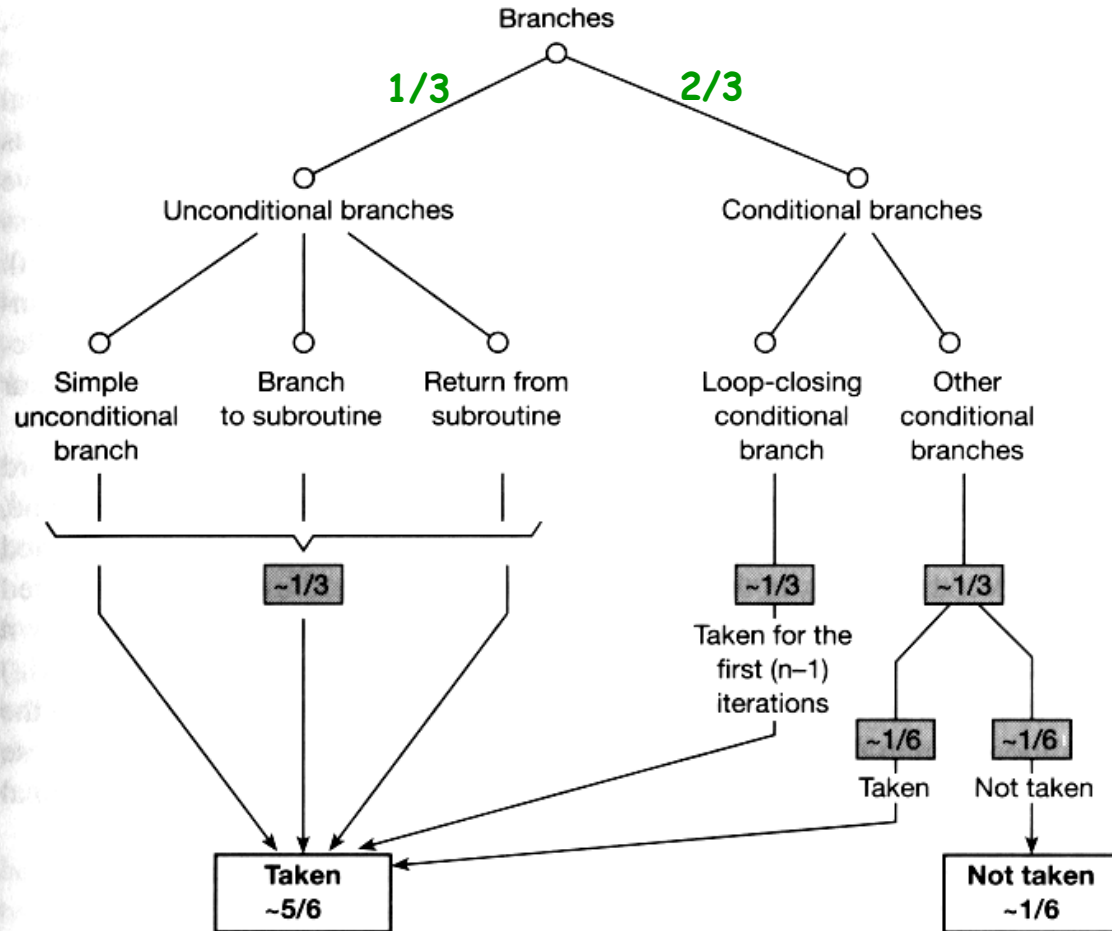 Branches
1/3
2/3
Unconditional branches
Conditional branches
Simple
unconditional
branch
Branch
to subroutine
Return from
subroutine
Loop-closing
conditional
branch
Other
conditional
branches
~1/3
~1/3
~1/3
Taken for the
first (n–1)
iterations
~1/6
~1/6
Taken
Not taken
Taken
~5/6
Not taken
~1/6